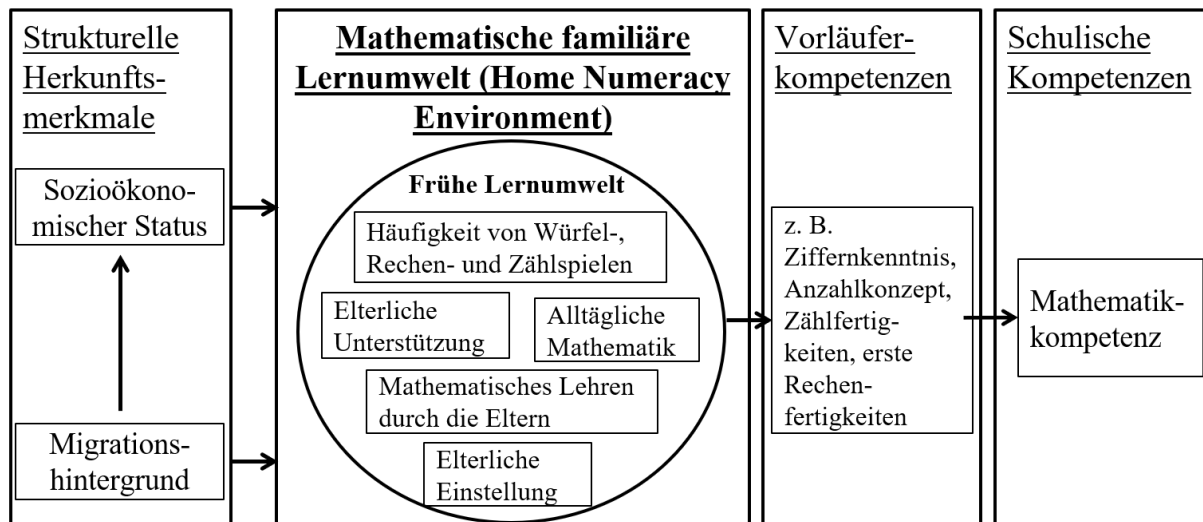 Strukturelle
Herkunfts-
merkmale
Sozioökono-
mischer Status
Migrations-
hintergrund
Mathematische familiäre
Lernumwelt (Home Numeracy
Environment)
Frühe Lernumwelt
Häufigkeit von Würfel-,
Rechen- und Zählspielen
Elterliche
Unterstützung
Alltägliche
Mathematik
Mathematisches Lehren
durch die Eltern
Elterliche
Einstellung
Vorläufer-
kompetenzen
z. B.
Ziffernkenntnis,
Anzahlkonzept,
Zählfertig-
keiten, erste
Rechen-
fertigkeiten
Schulische
Kompetenzen
Mathematik-
kompetenz